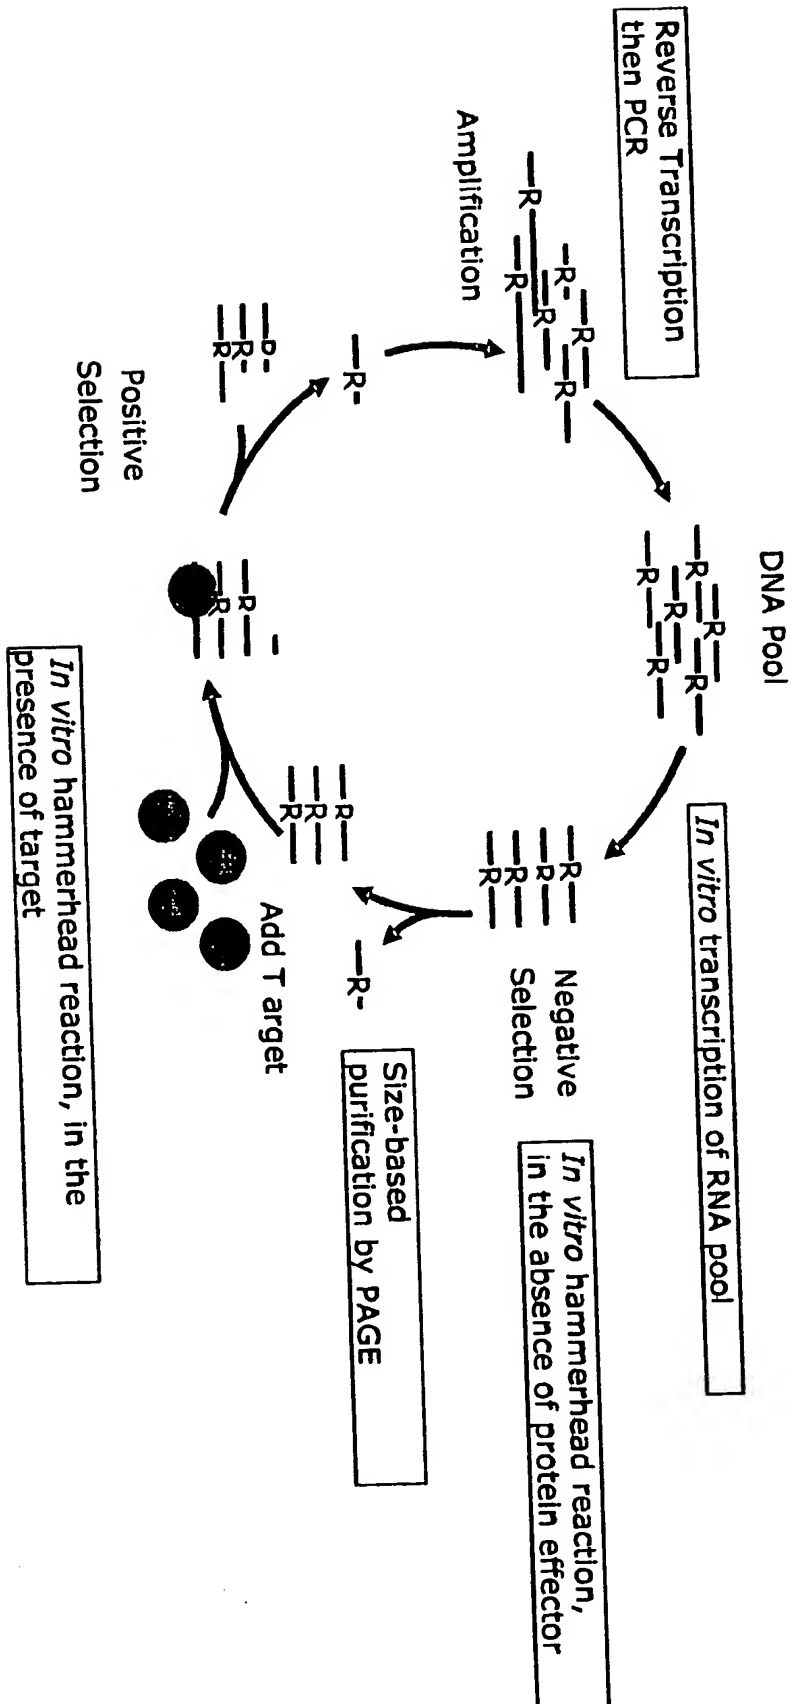 DNA Pool
Reverse Transcription
then PCR
In vitro transcription of RNA pool
R
R
R
R
R
R
R
R
R
R
R
R
Amplification
R
R
R
R
Negative
Selection
In vitro hammerhead reaction,
in the absence of protein effector
R
R
Size-based
purification by PAGE
R
R
R
Add T arget
R
R
R
R
Positive
Selection
In vitro hammerhead reaction, in the
presence of target